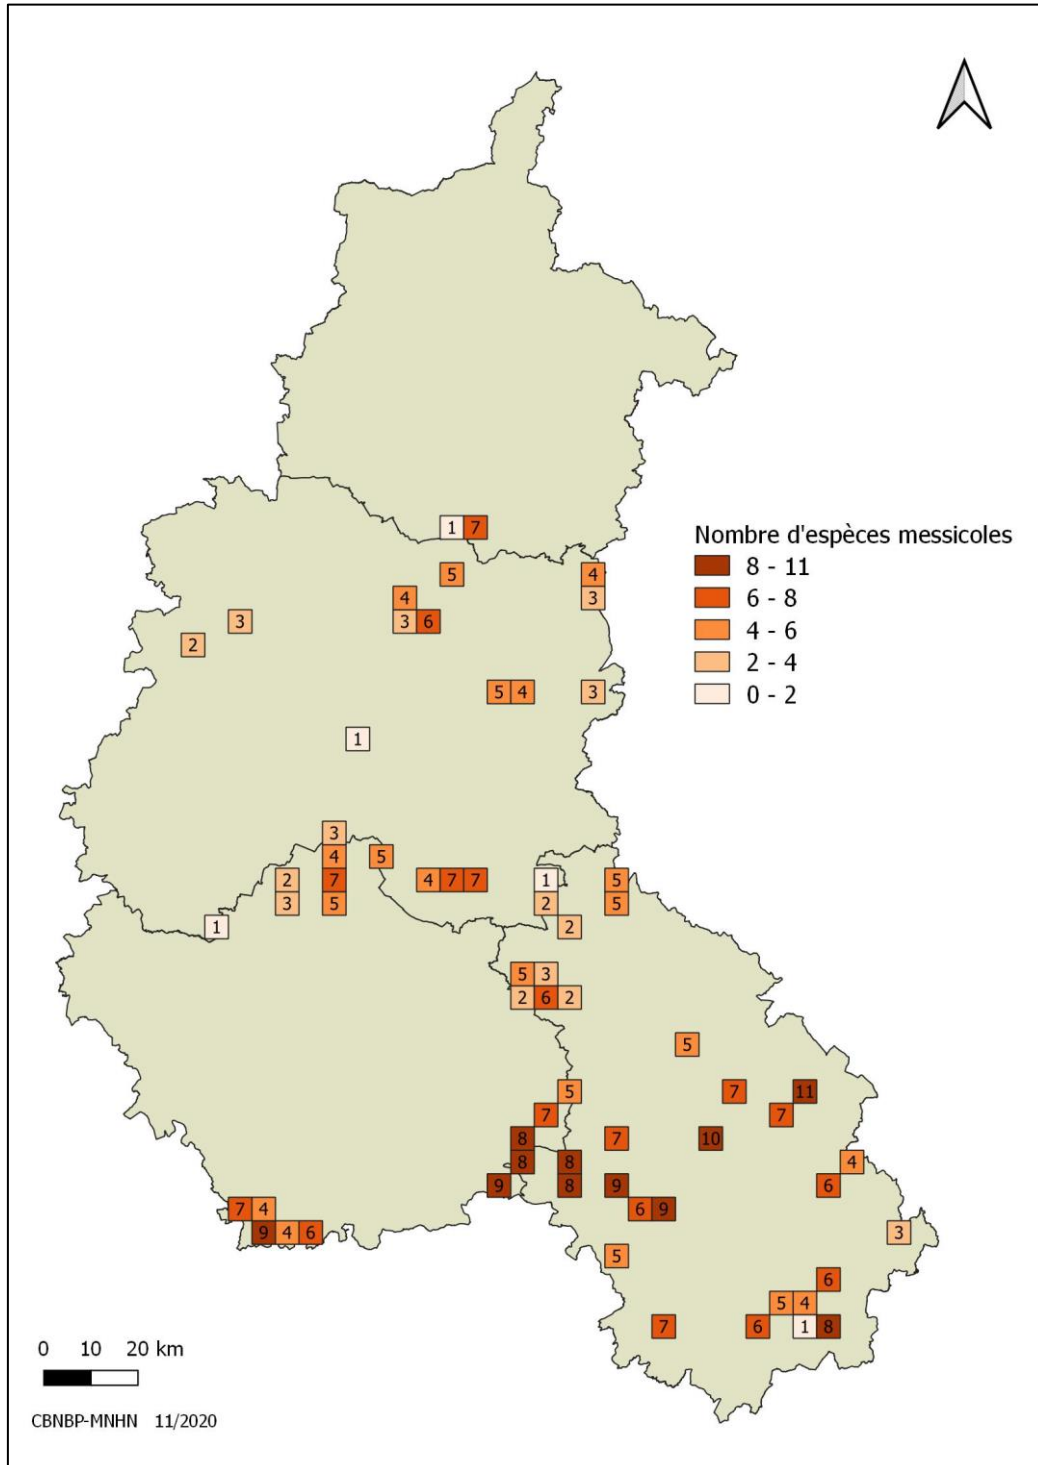 1 7
5 4
4 3
3 3 6
2
Nombre d'espèces messicoles
8 - 11
6 - 8
4 - 6
2 - 4
0 - 2
5 4 3
1
3
4 5
2 7 4 7 7 1 5
3 5 2 5
1 2
5 3
2 6 2
5
5 7 11
7 7
8 7 10
8 8 4
9 8 9 6
7 4 6 9
9 4 6 3
5
6
5 4
7 6 1 8
0 10 20 km
CBNBP-MNHN 11/2020